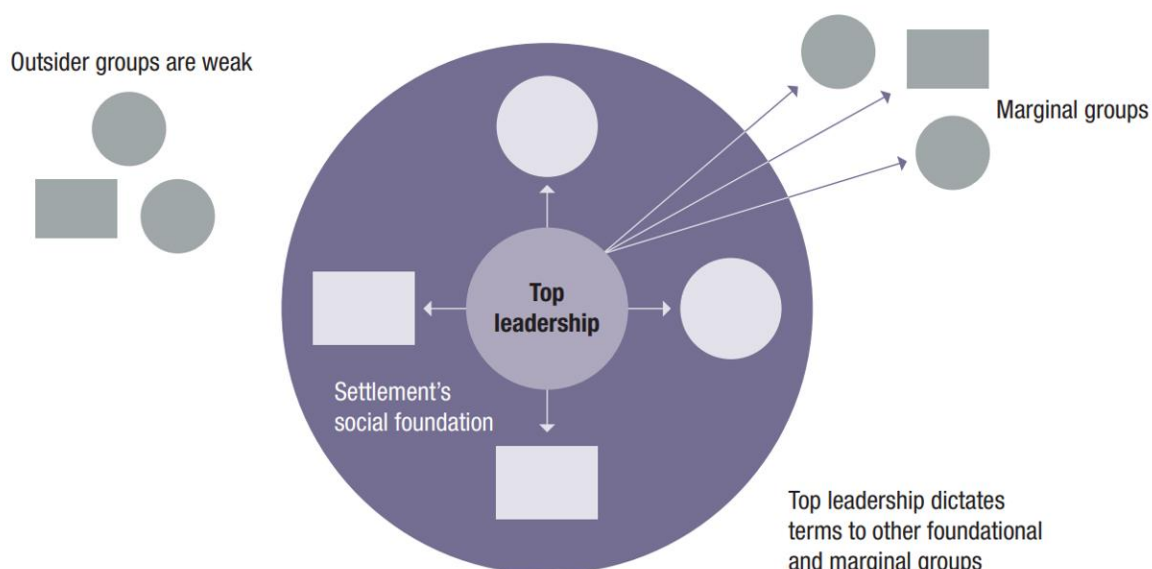 Outsider groups are weak
Marginal groups
Top
leadership
Settlement's
social foundation
Top leadership dictates
terms to other foundational
and marginal groups